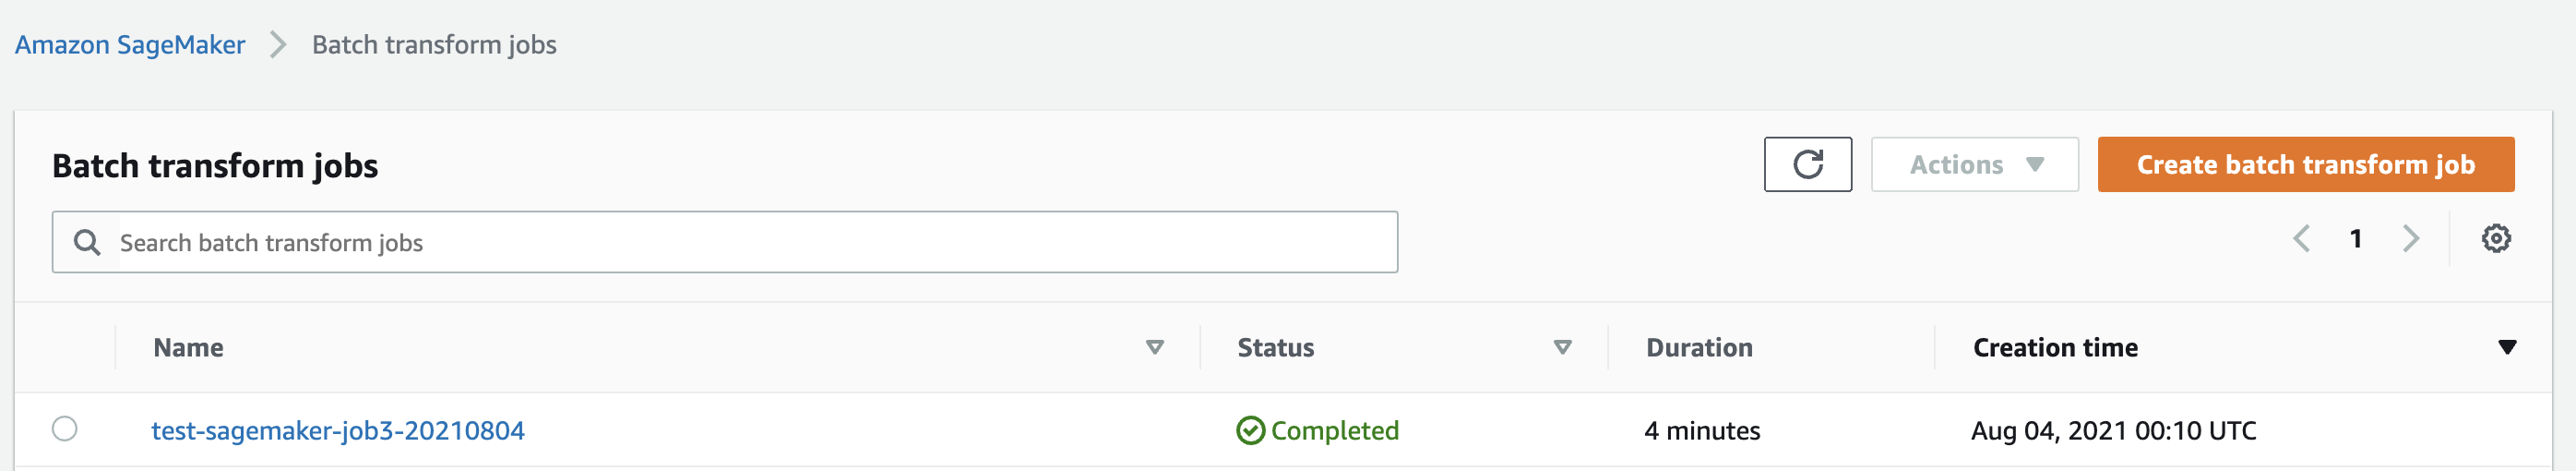 Amazon SageMaker > Batch transform jobs
Batch transform jobs
Actions
Create batch transform job
Search batch transform jobs
1
Name Status Duration Creation time
test-sagemaker-job3-20210804 Completed 4 minutes Aug 04, 2021 00:10 UTC